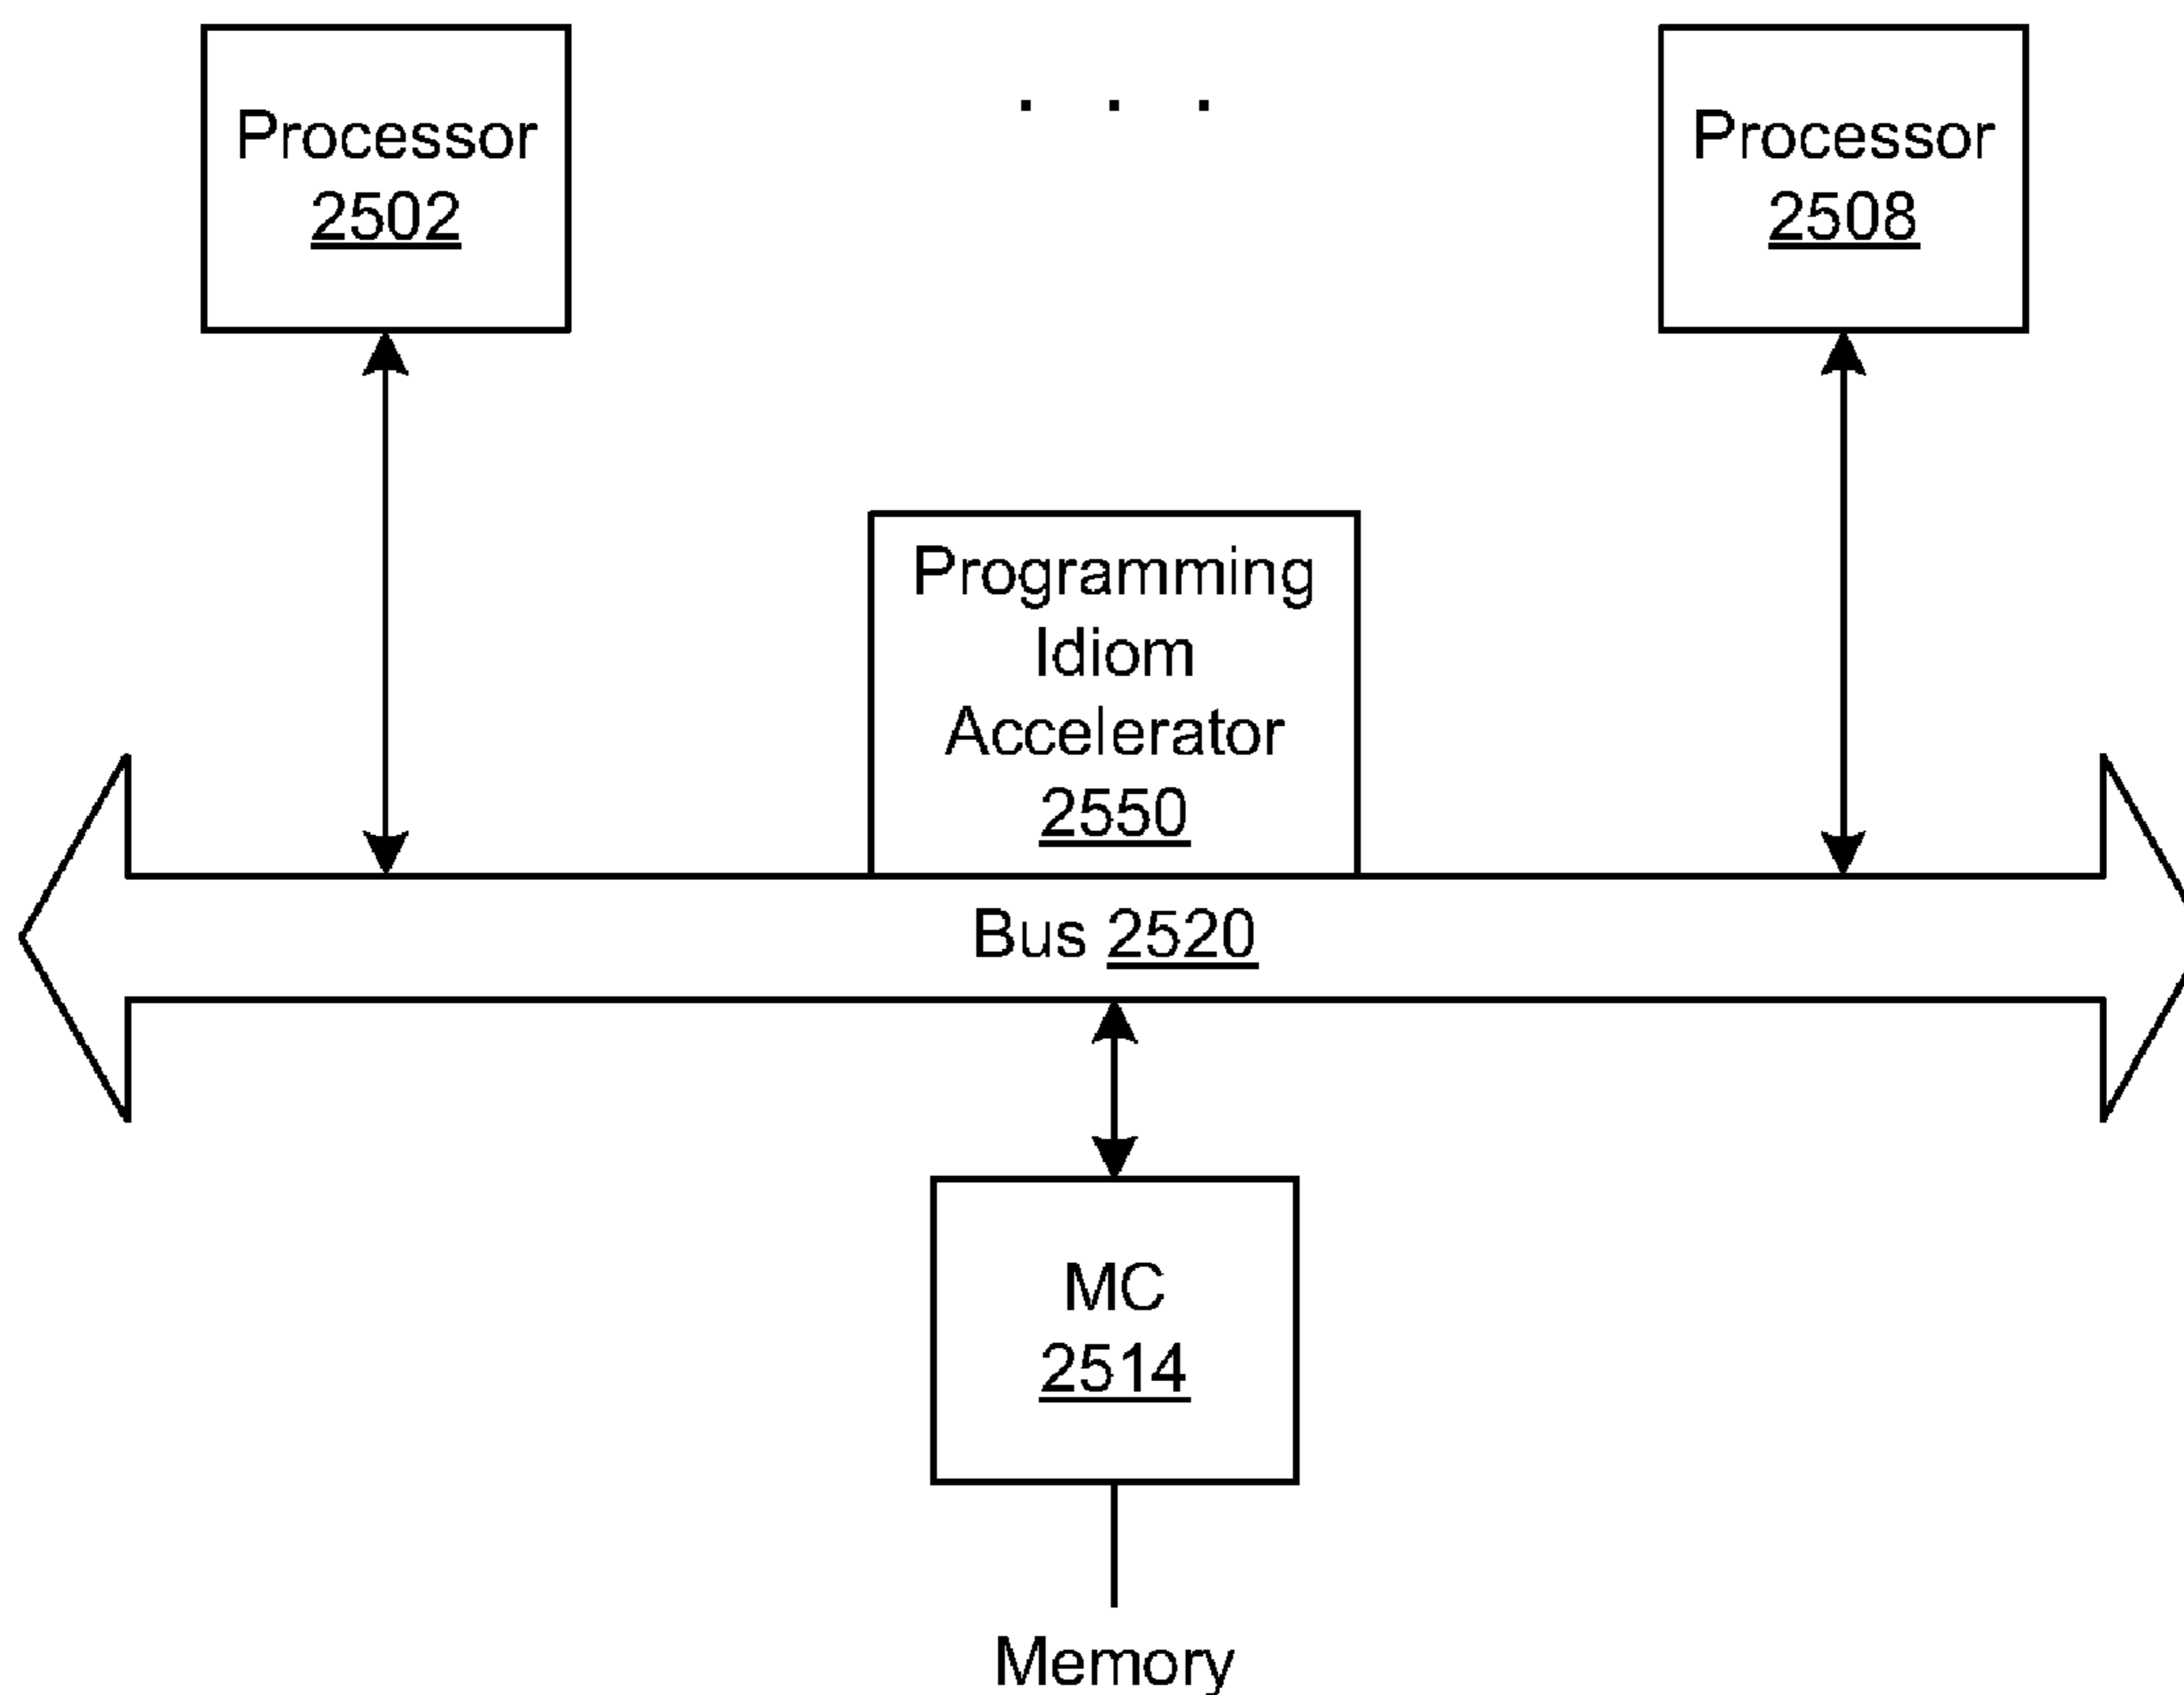 Processor
2502
. . .
Processor
2508
Programming
Idiom
Accelerator
2550
Bus 2520
MC
2514
Memory